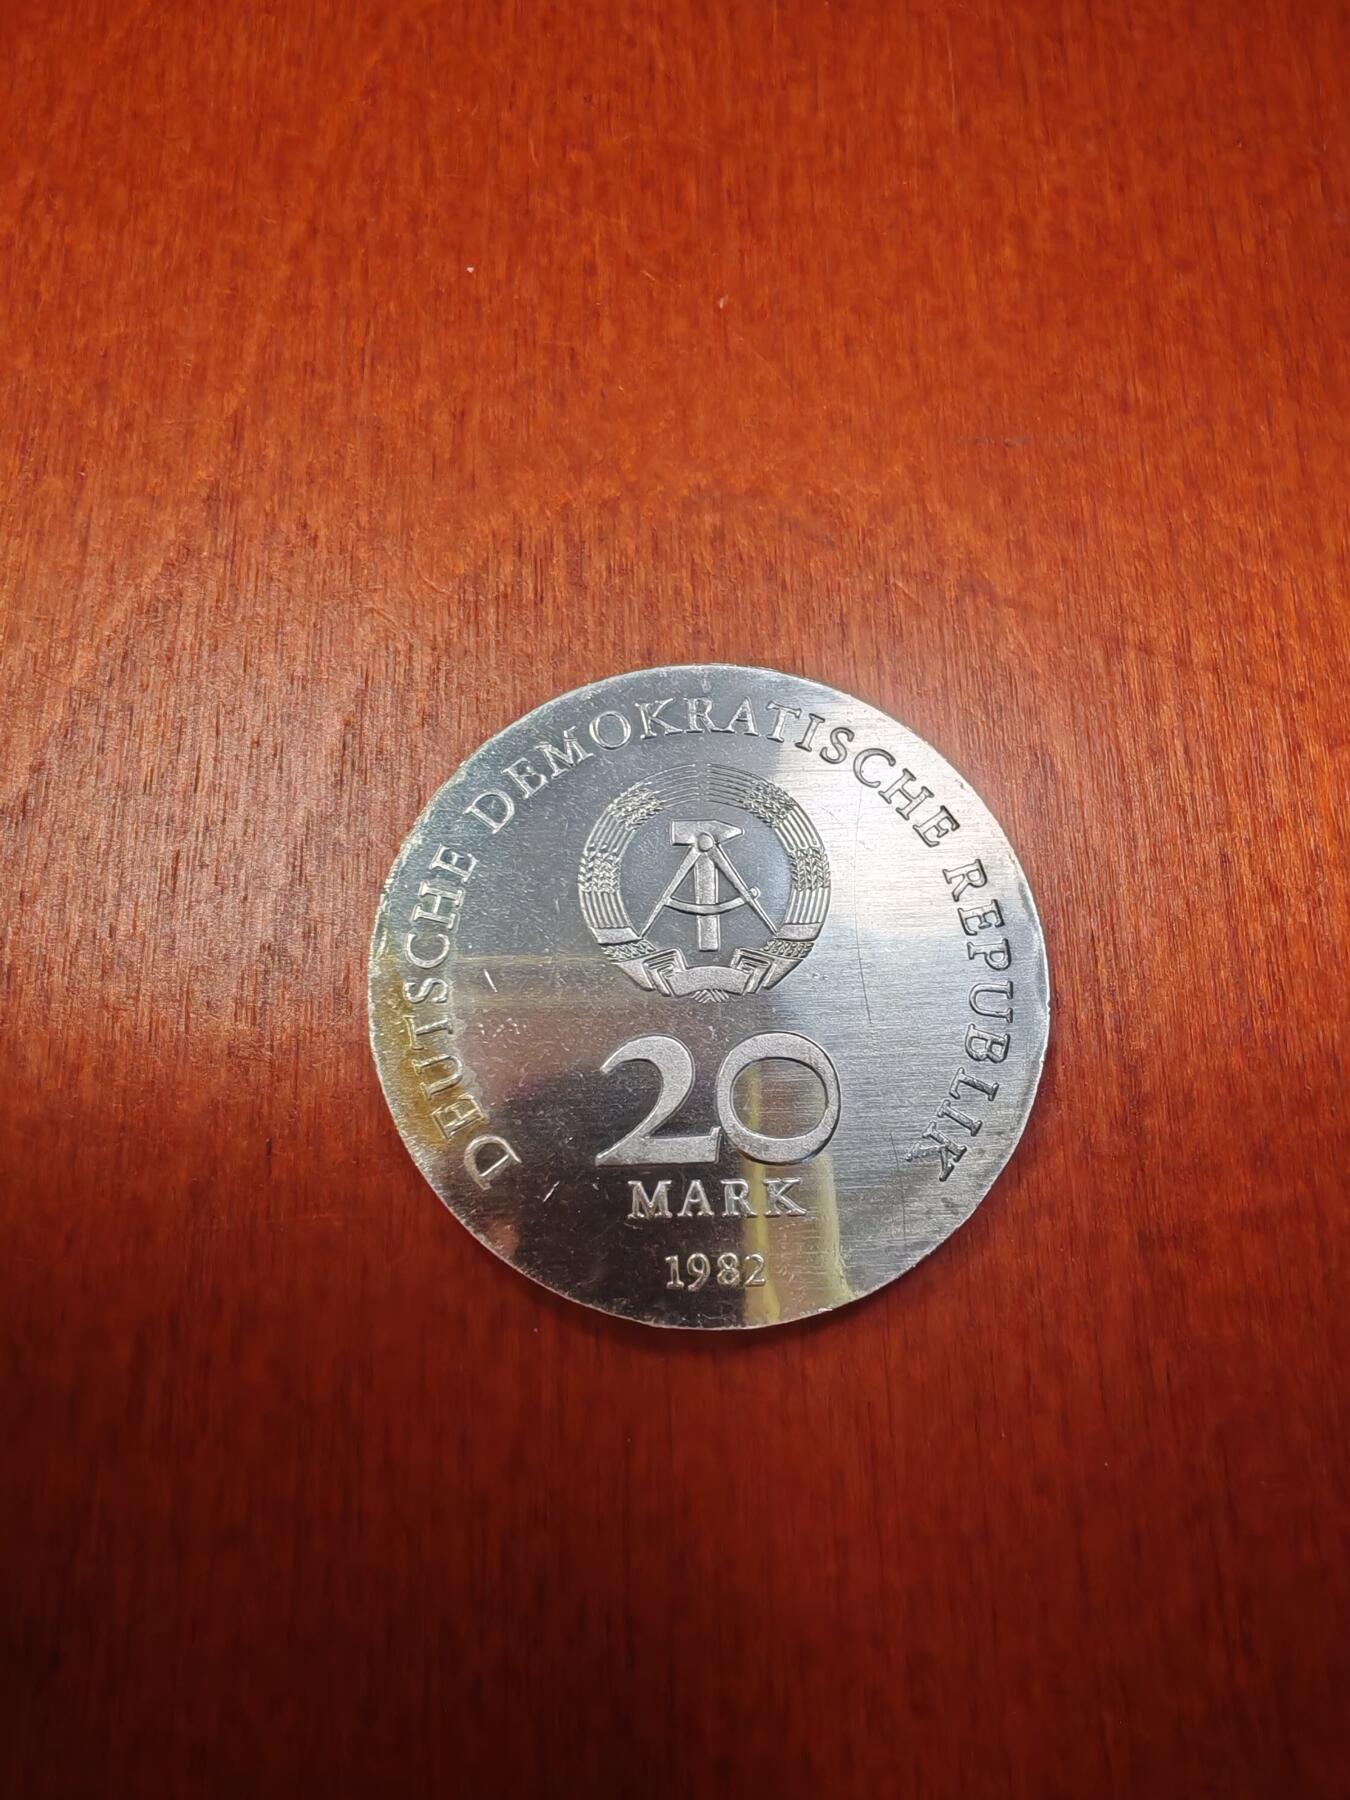 DEUTSCHE DEMOKRATISCHE REPUBLIK
20
MARK
1982